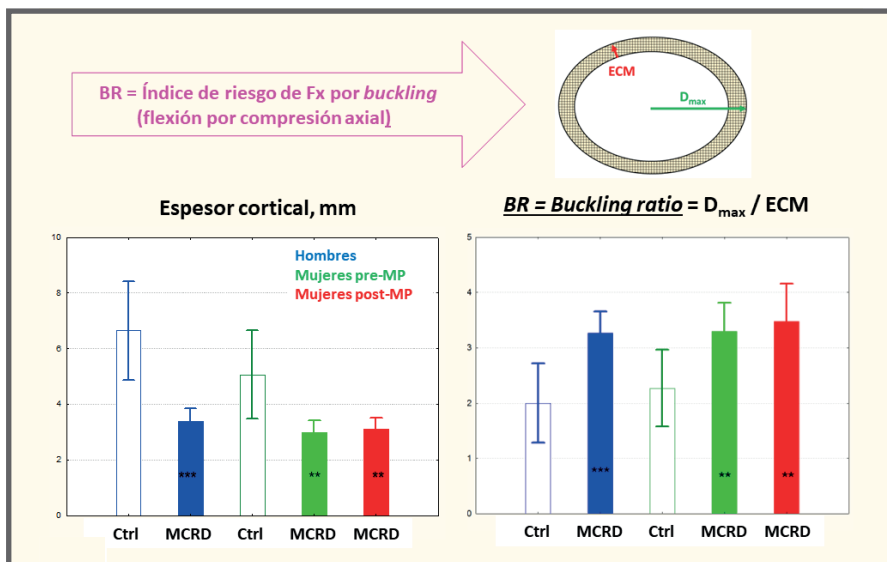 BR = Índice de riesgo de Fx por buckling
(flexión por compresión axial)
ECM
Dmax
Espesor cortical, mm
10
8
6
4
2
0
Hombres
Mujeres pre-MP
Mujeres post-MP
***
**
**
Ctrl MCRD Ctrl MCRD MCRD
BR = Buckling ratio = Dmax / ECM
5
4
3
2
1
0
***
**
**
Ctrl MCRD Ctrl MCRD MCRD